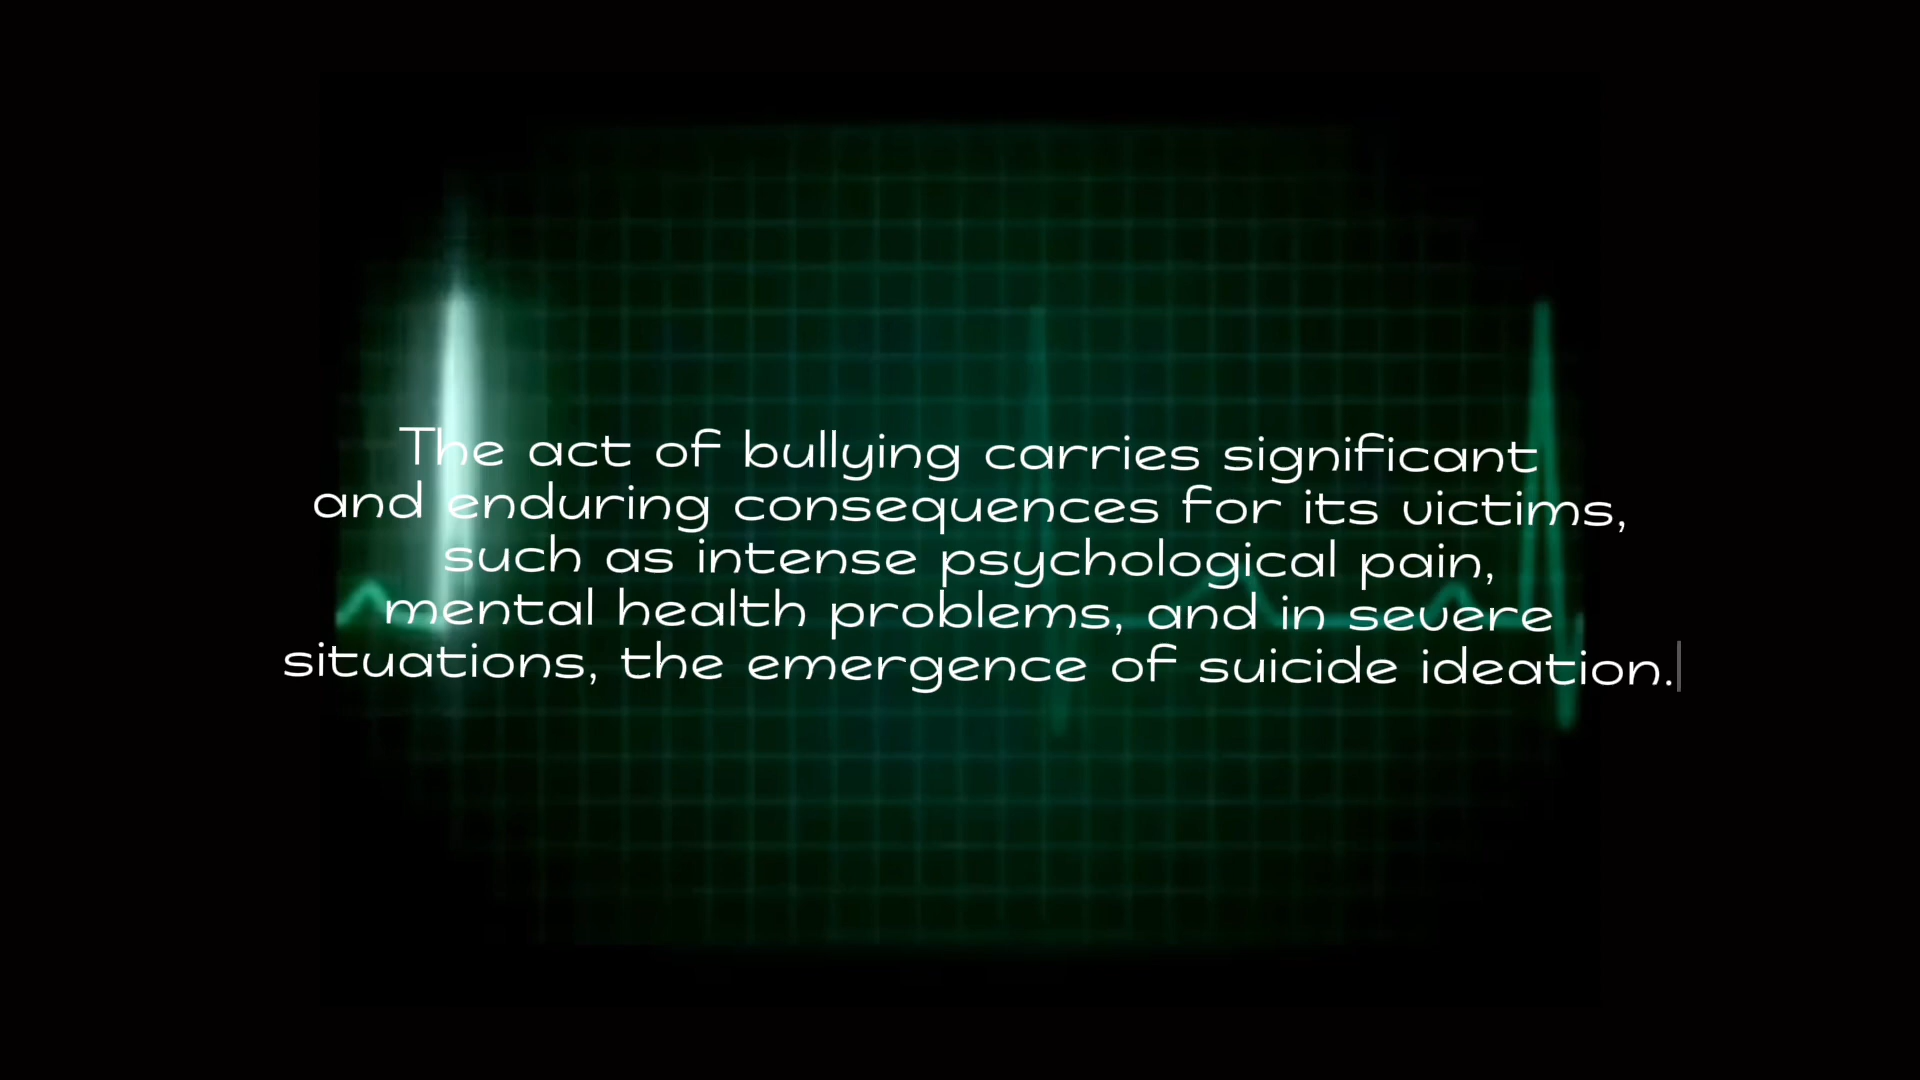 The act of bullying carries significant
and enduring consequences for its victims,
such as intense psychological pain,
mental health problems, and in severe
situations, the emergence of suicide ideation.